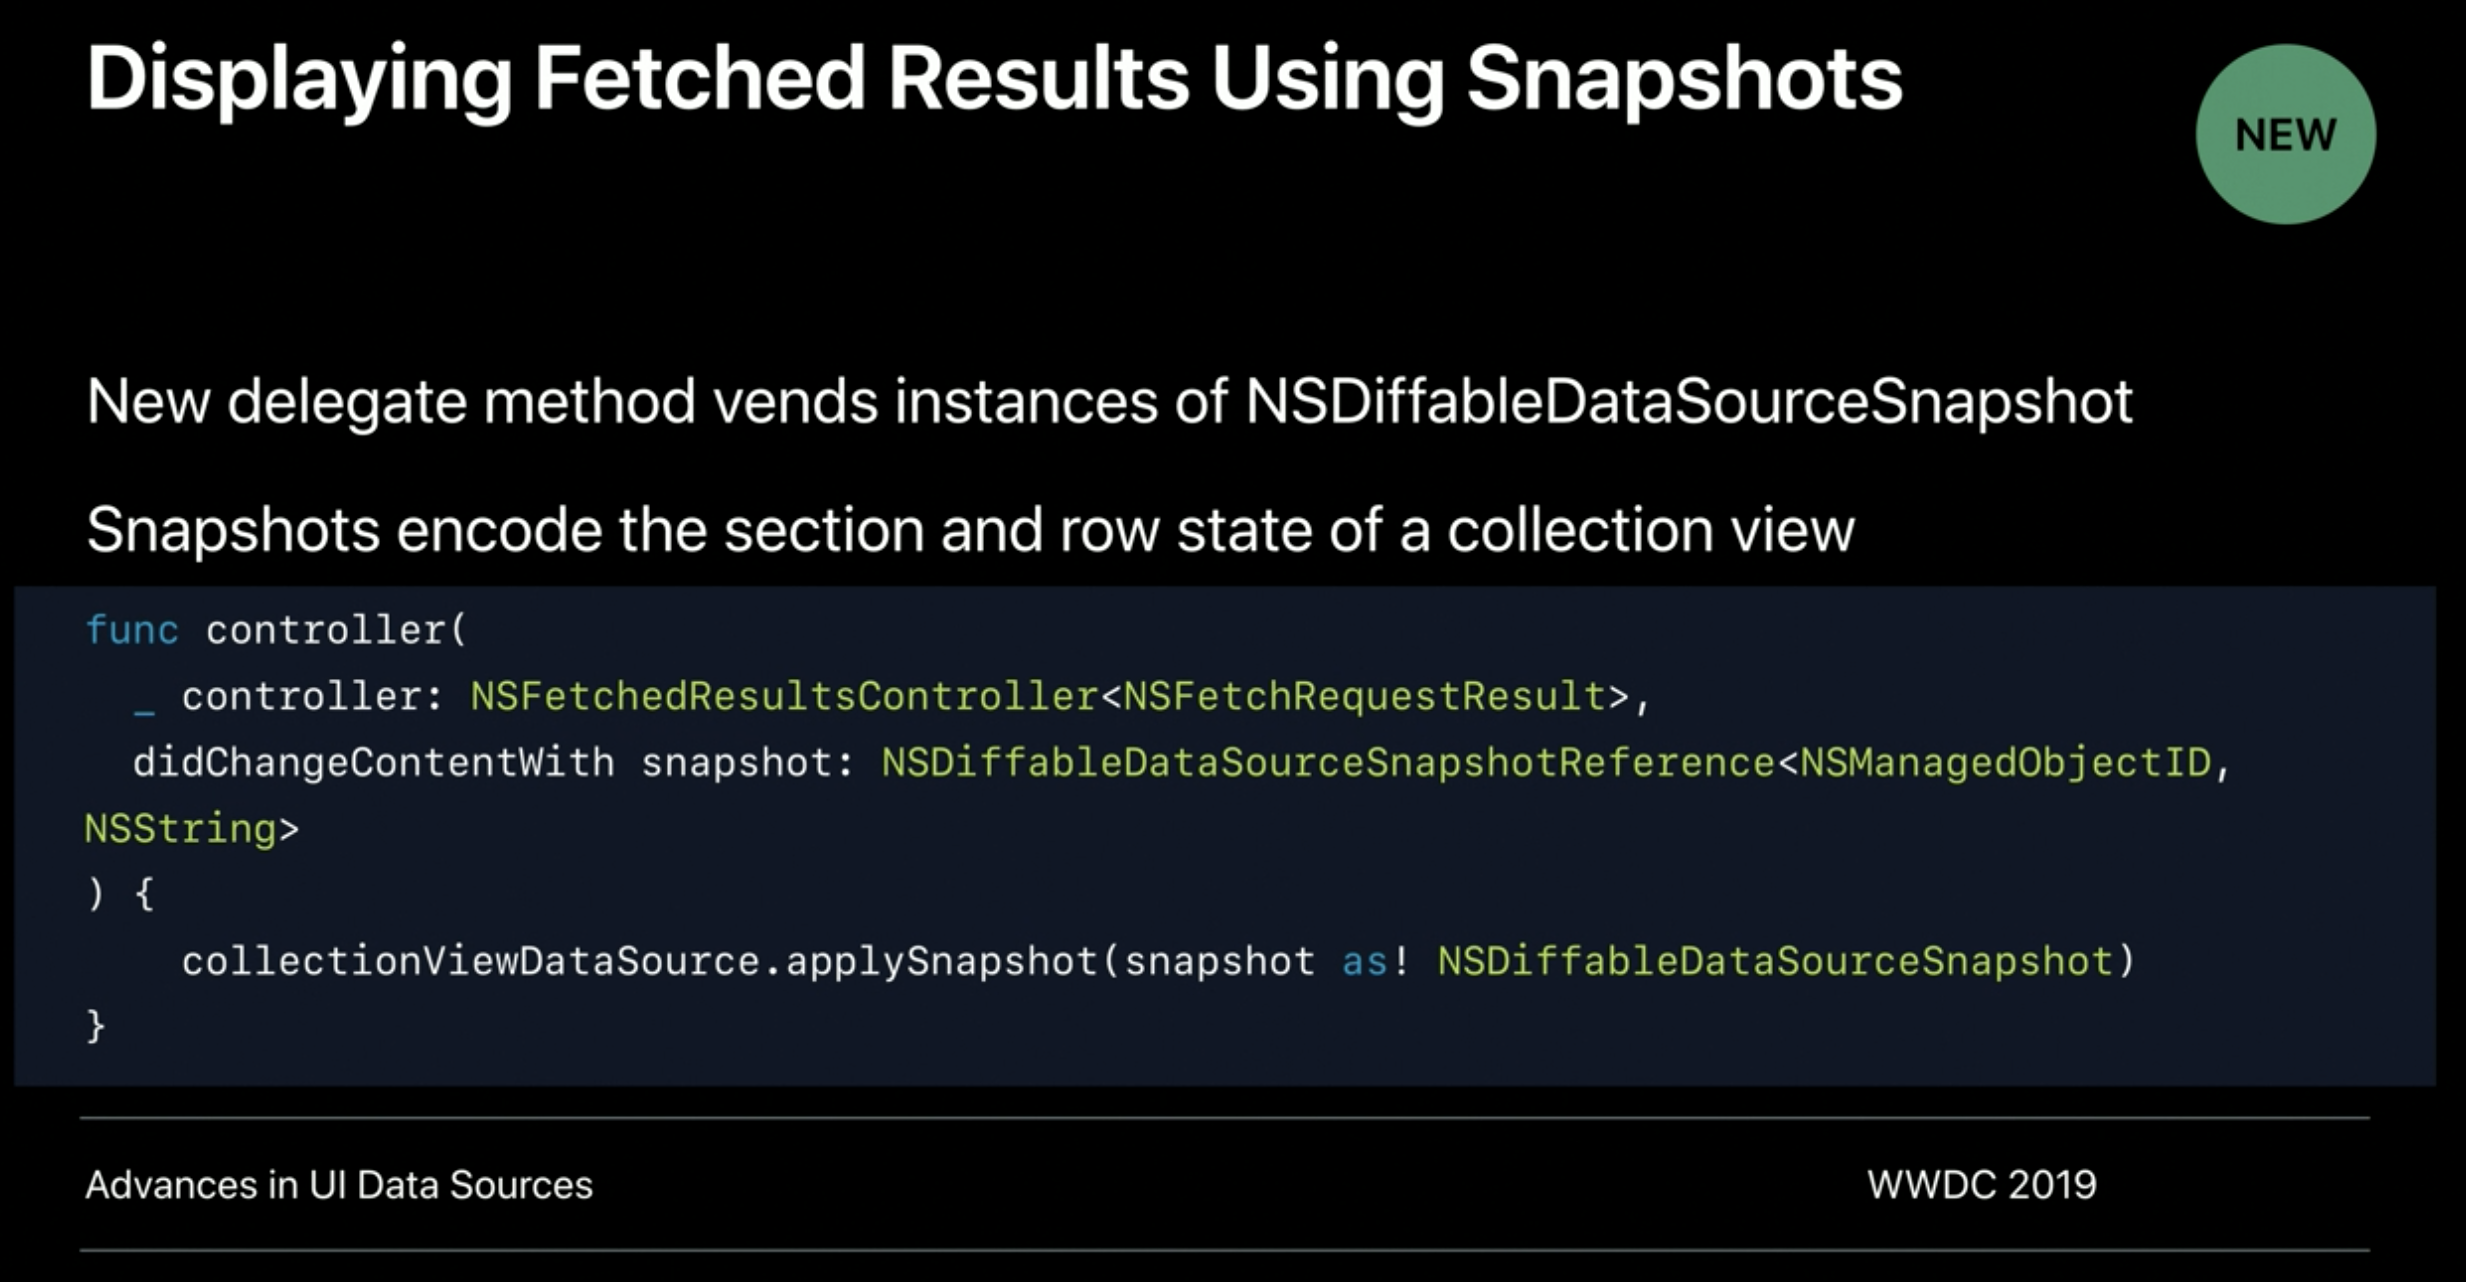 Displaying Fetched Results Using Snapshots
NEW
New delegate method vends instances of NSDiffableDataSourceSnapshot
Snapshots encode the section and row state of a collection view
func controller(
  _ controller: NSFetchedResultsController<NSFetchRequestResult>,
  didChangeContentWith snapshot: NSDiffableDataSourceSnapshotReference<NSManagedObjectID,
NSString>
) {
    collectionViewDataSource.applySnapshot(snapshot as! NSDiffableDataSourceSnapshot)
}
Advances in UI Data Sources
WWDC 2019